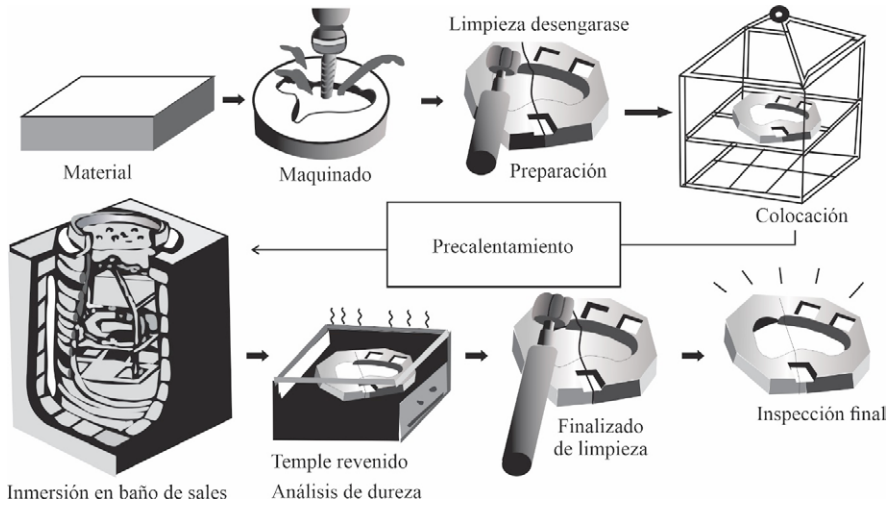 Limpieza desengarase
Material
Maquinado
Preparación
Colocación
Precalentamiento
Inmersión en baño de sales
Temple revenido
Análisis de dureza
Finalizado
de limpieza
Inspección final